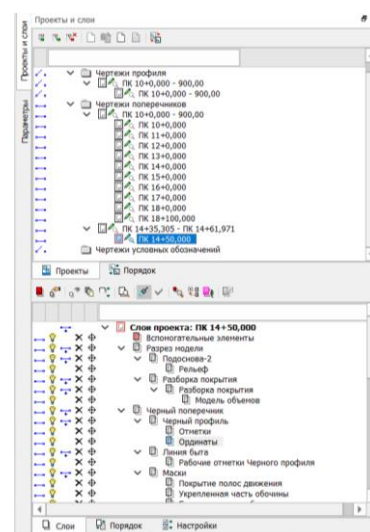 Проекты и слои
Проекты и слои
Параметры
Чертежи профиля
ПК 10+0,000 - 900,00
ПК 10+0,000 - 900,00
Чертежи поперечников
ПК 10+0,000 - 900,00
ПК 10+0,000
ПК 11+0,000
ПК 12+0,000
ПК 13+0,000
ПК 14+0,000
ПК 15+0,000
ПК 16+0,000
ПК 17+0,000
ПК 18+0,000
ПК 18+100,000
ПК 14+35,305 - ПК 14+61,971
ПК 14+50,000
Чертежи условных обозначений
Проекты
Порядок
Слои проекта: ПК 14+50,000
Вспомогательные элементы
Разрез модели
Подоснова-2
Рельеф
Разборка покрытия
Разборка покрытия
Модель объемов
Черный поперечник
Черный профиль
Отметки
Ординаты
Линия быта
Рабочие отметки Черного профиля
Маски
Покрытие полос движения
Укрепленная часть обочины
Слои
Порядок
Настройки